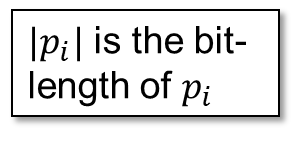 |𝑝ᵢ| is the bit-
length of 𝑝ᵢ